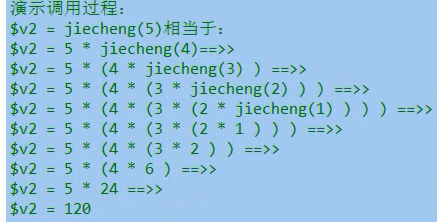 演示调用过程：
$v2 = jiecheng(5)相当于：
$v2 = 5 * jiecheng(4)==>>
$v2 = 5 * (4 * jiecheng(3) ) ==>>
$v2 = 5 * (4 * (3 * jiecheng(2) ) ) ==>>
$v2 = 5 * (4 * (3 * (2 * jiecheng(1) ) ) ) ==>>
$v2 = 5 * (4 * (3 * (2 * 1 ) ) ) ==>>
$v2 = 5 * (4 * (3 * 2 ) ) ==>>
$v2 = 5 * (4 * 6 ) ==>>
$v2 = 5 * 24 ==>>
$v2 = 120